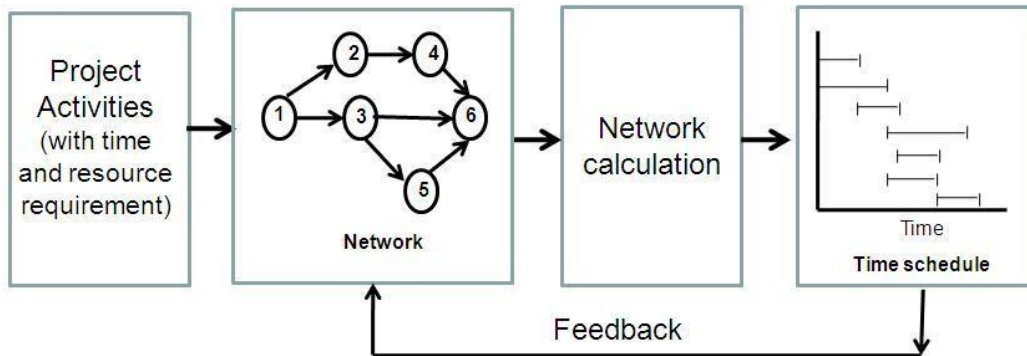 Project
Activities
(with time
and resource
requirement)
2
4
1
3
6
5
Network
Network
calculation
Time
Time schedule
Feedback